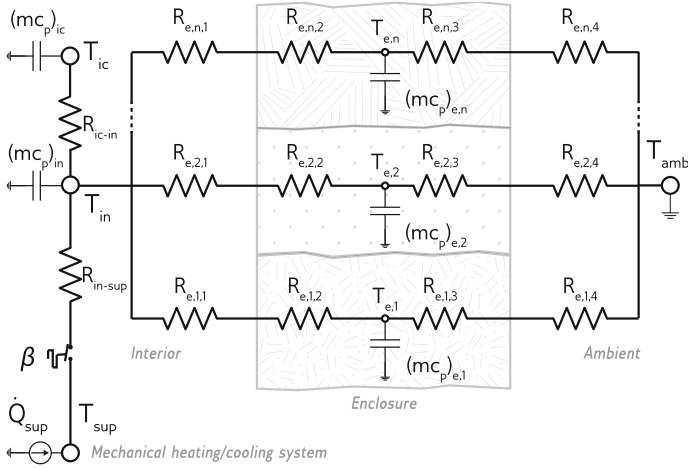 (mc_p)_ic
T_ic
R_e,n,1
R_e,n,2
T_e,n
R_e,n,3
R_e,n,4
(mc_p)_e,n
R_ic-in
(mc_p)_in
T_in
R_e,2,1
R_e,2,2
T_e,2
R_e,2,3
R_e,2,4
T_amb
(mc_p)_e,2
R_in-sup
R_e,1,1
R_e,1,2
T_e,1
R_e,1,3
R_e,1,4
(mc_p)_e,1
β
Interior
Ambient
Enclosure
Q̇_sup
T_sup
Mechanical heating/cooling system